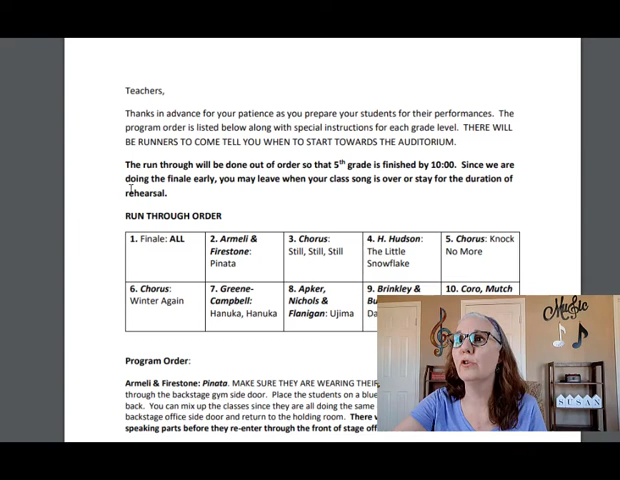 Teachers,
Thanks in advance for your patience as you prepare your students for their performances. The
program order is listed below along with special instructions for each grade level. THERE WILL
BE RUNNERS TO COME TELL YOU WHEN TO START TOWARDS THE AUDITORIUM.
The run through will be done out of order so that 5th grade is finished by 10:00. Since we are
doing the finale early, you may leave when your class song is over or stay for the duration of
rehearsal.
RUN THROUGH ORDER
1. Finale: ALL
2. Armeli &
Firestone:
Pinata
3. Chorus:
Still, Still, Still
4. H. Hudson:
The Little
Snowflake
5. Chorus: Knock
No More
6. Chorus:
Winter Again
7. Greene-
Campbell:
Hanuka, Hanuka
8. Apker,
Nichols &
Flanigan: Ujima
9. Brinkley &
10. Coro, Mutch
Program Order:
Armeli & Firestone: Pinata. MAKE SURE THEY ARE WEARING THEIR
through the backstage gym side door. Place the students on a blue
back. You can mix up the classes since they are all doing the same
backstage office side door and return to the holding room.
speaking parts before they re-enter through the front of stage
Music
SUSAN